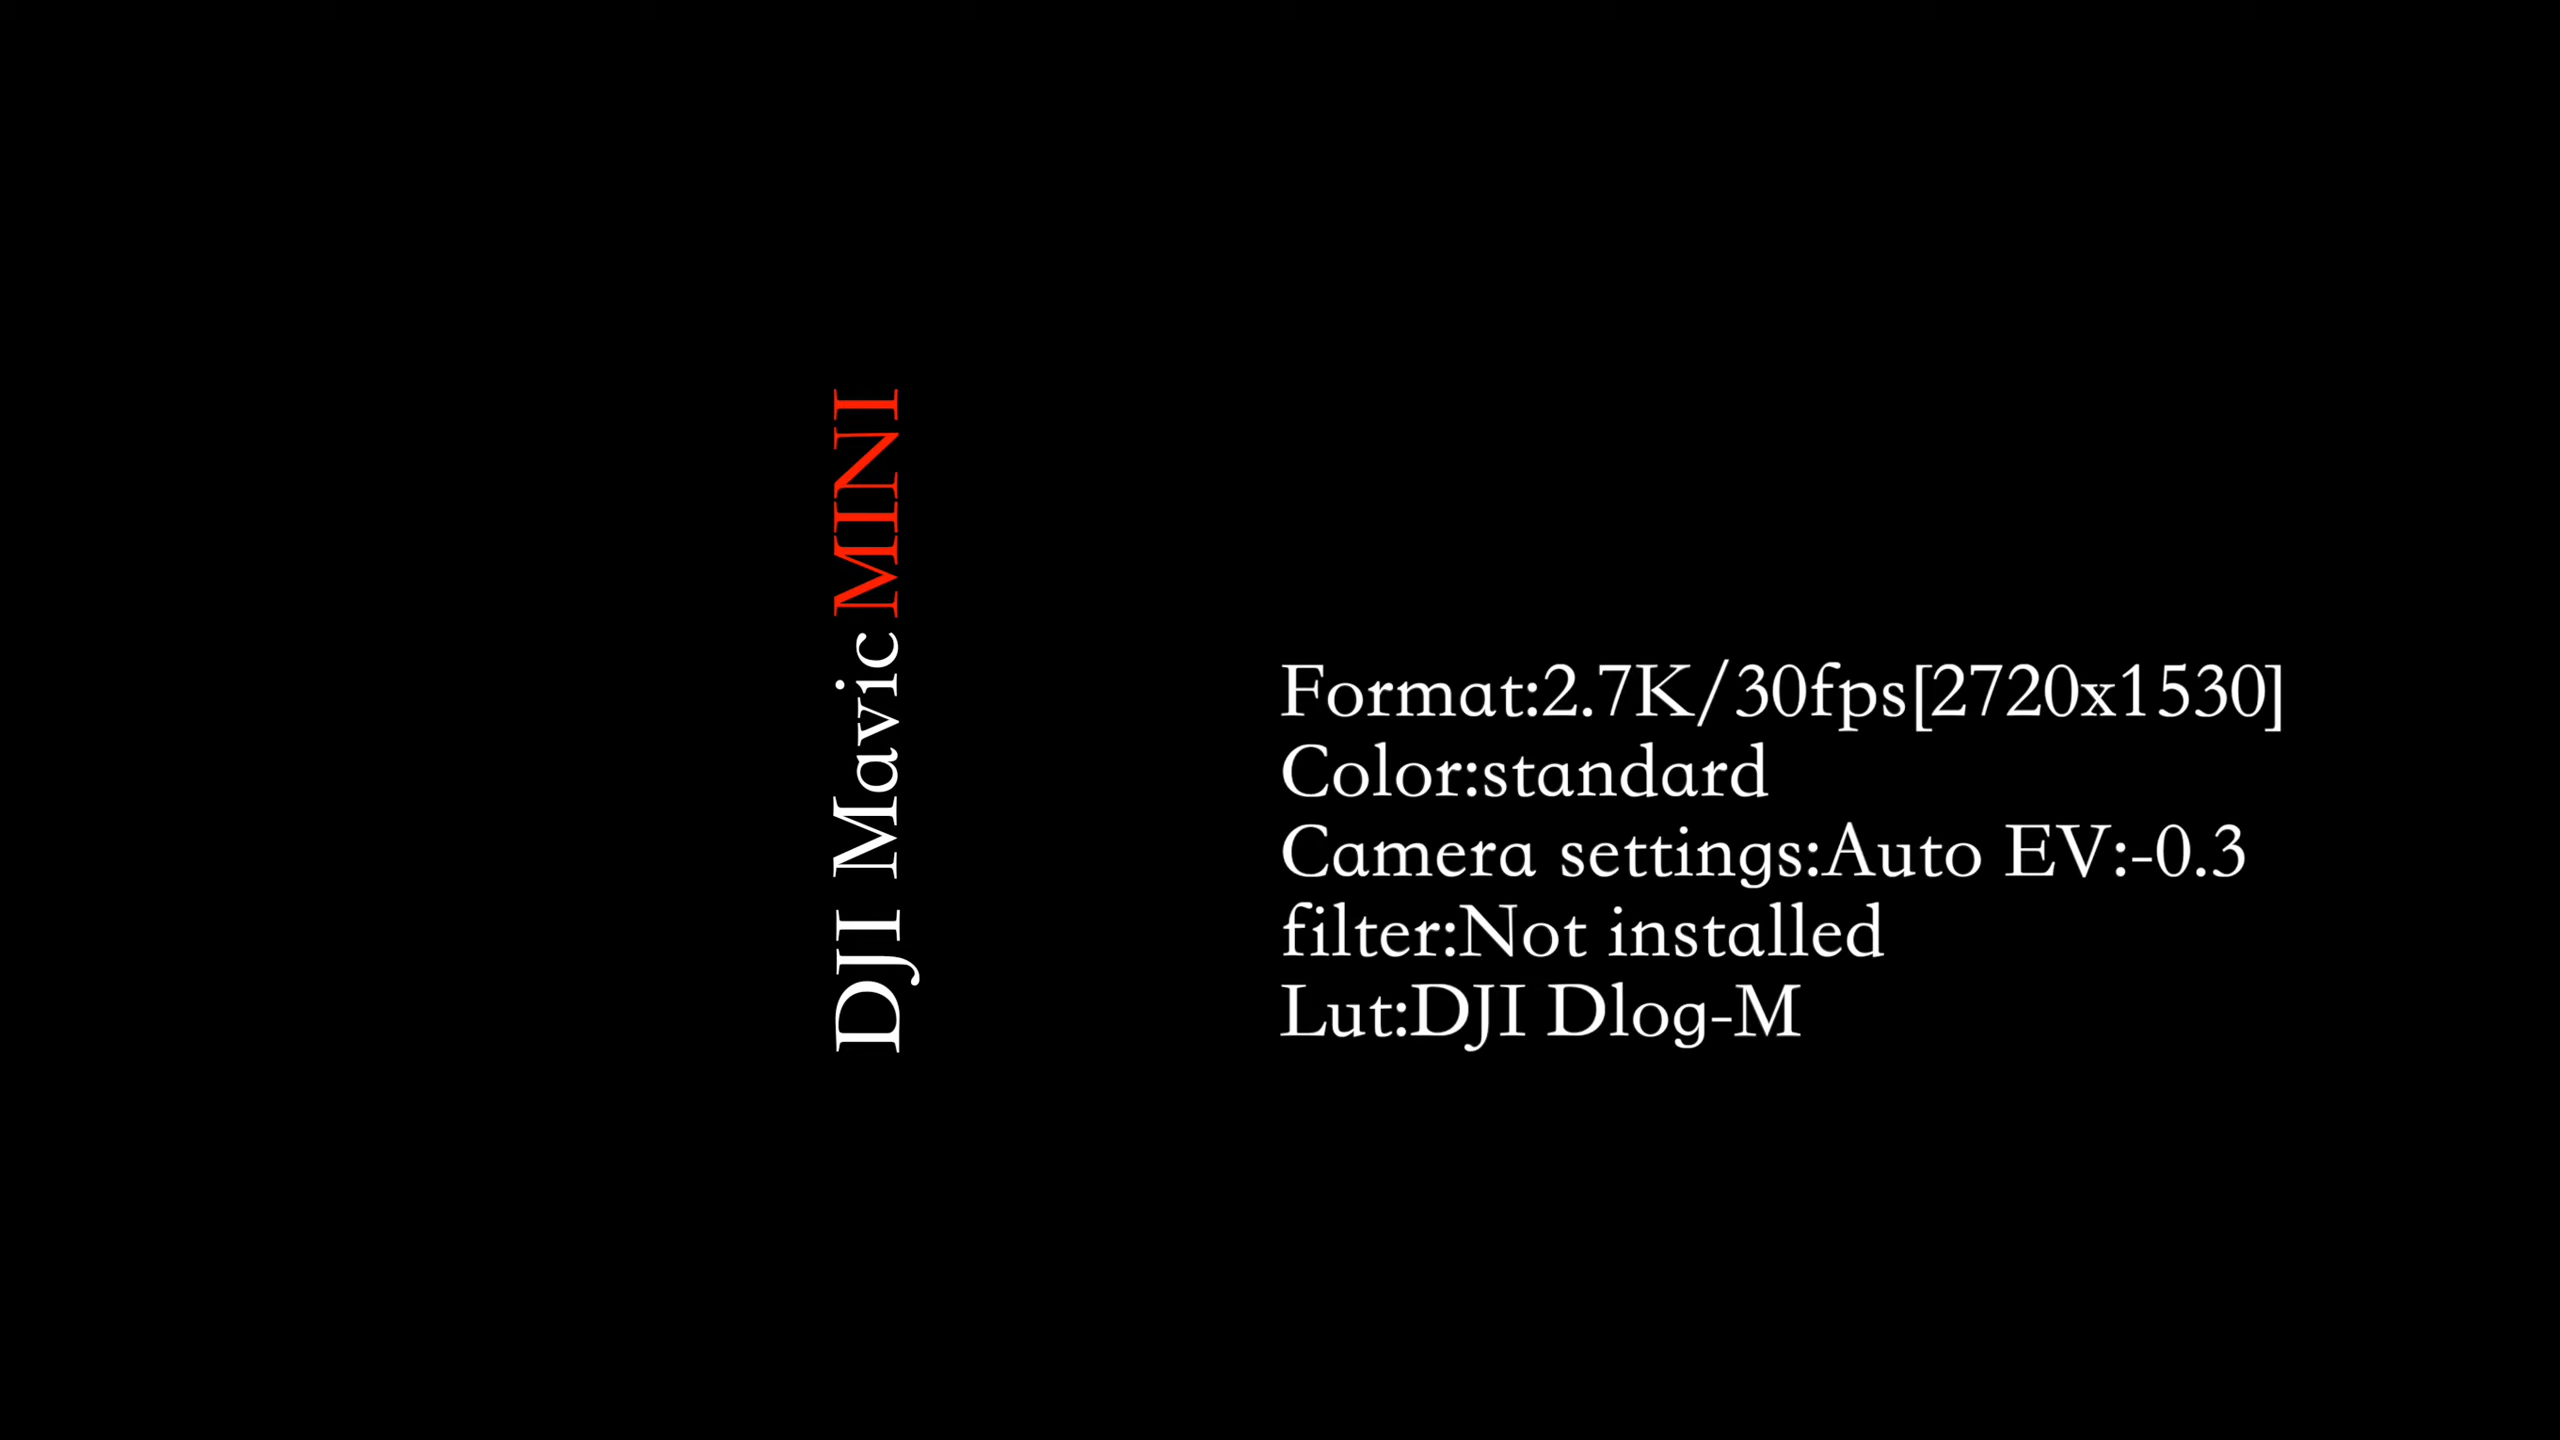 DJI Mavic MINI
Format:2.7K/30fps[2720x1530]
Color:standard
Camera settings:Auto EV:-0.3
filter:Not installed
Lut:DJI Dlog-M